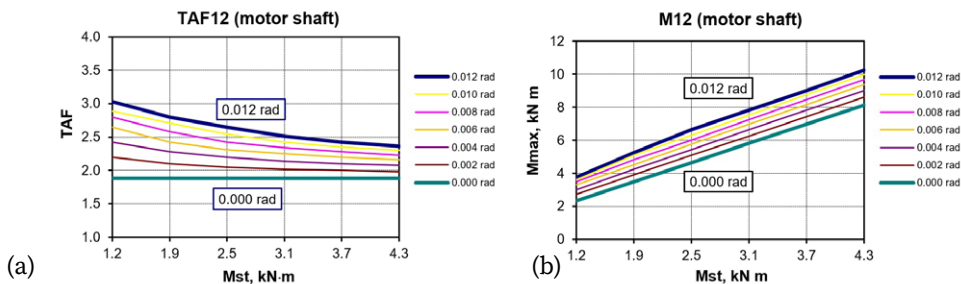 TAF12 (motor shaft)
4.0
3.5
3.0
2.5
2.0
1.5
1.0
TAF
0.012 rad
0.000 rad
1.2 1.9 2.5 3.1 3.7 4.3
Mst, kN·m
0.012 rad
0.010 rad
0.008 rad
0.006 rad
0.004 rad
0.002 rad
0.000 rad
(a)
M12 (motor shaft)
12
10
8
6
4
2
0
Mmax, kN m
0.012 rad
0.000 rad
1.2 1.9 2.5 3.1 3.7 4.3
Mst, kN m
0.012 rad
0.010 rad
0.008 rad
0.006 rad
0.004 rad
0.002 rad
0.000 rad
(b)